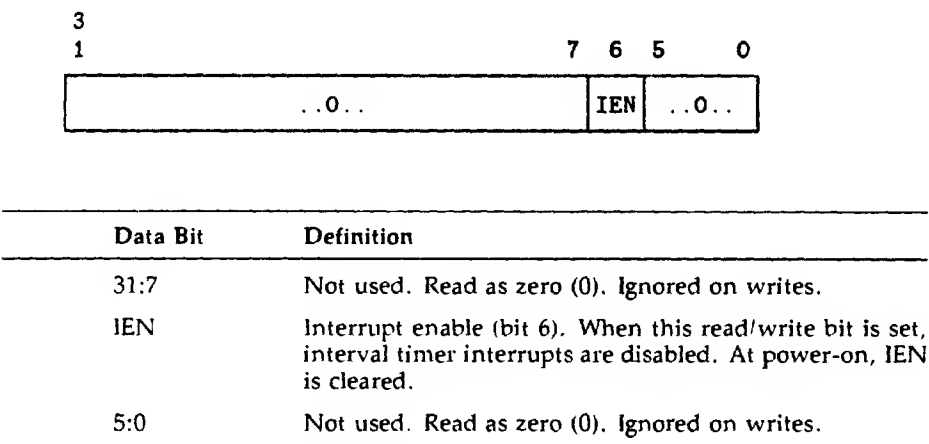 3
1 7 6 5 0
..0.. IEN ..0..
Data Bit Definition
31:7 Not used. Read as zero (0). Ignored on writes.
IEN Interrupt enable (bit 6). When this read/write bit is set,
interval timer interrupts are disabled. At power-on, IEN
is cleared.
5:0 Not used. Read as zero (0). Ignored on writes.